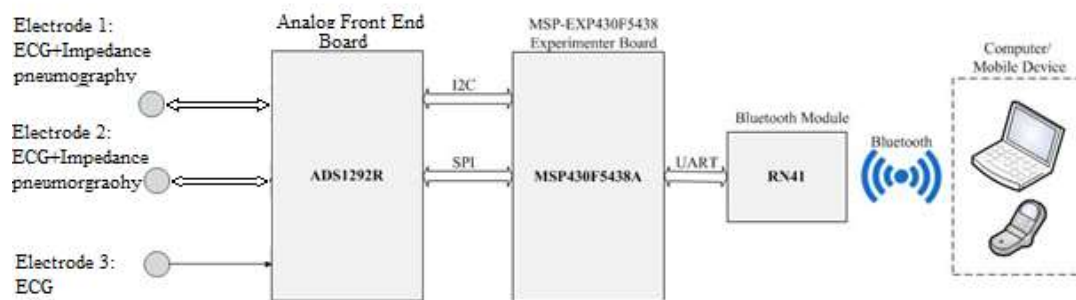 Electrode 1:
ECG+Impedance
pneumography
Electrode 2:
ECG+Impedance
pneumorgraohy
Electrode 3:
ECG
Analog Front End
Board
ADS1292R
I2C
SPI
MSP-EXP430F5438
Experimenter Board
MSP430F5438A
UART
Bluetooth Module
RN41
Bluetooth
Computer/
Mobile Device